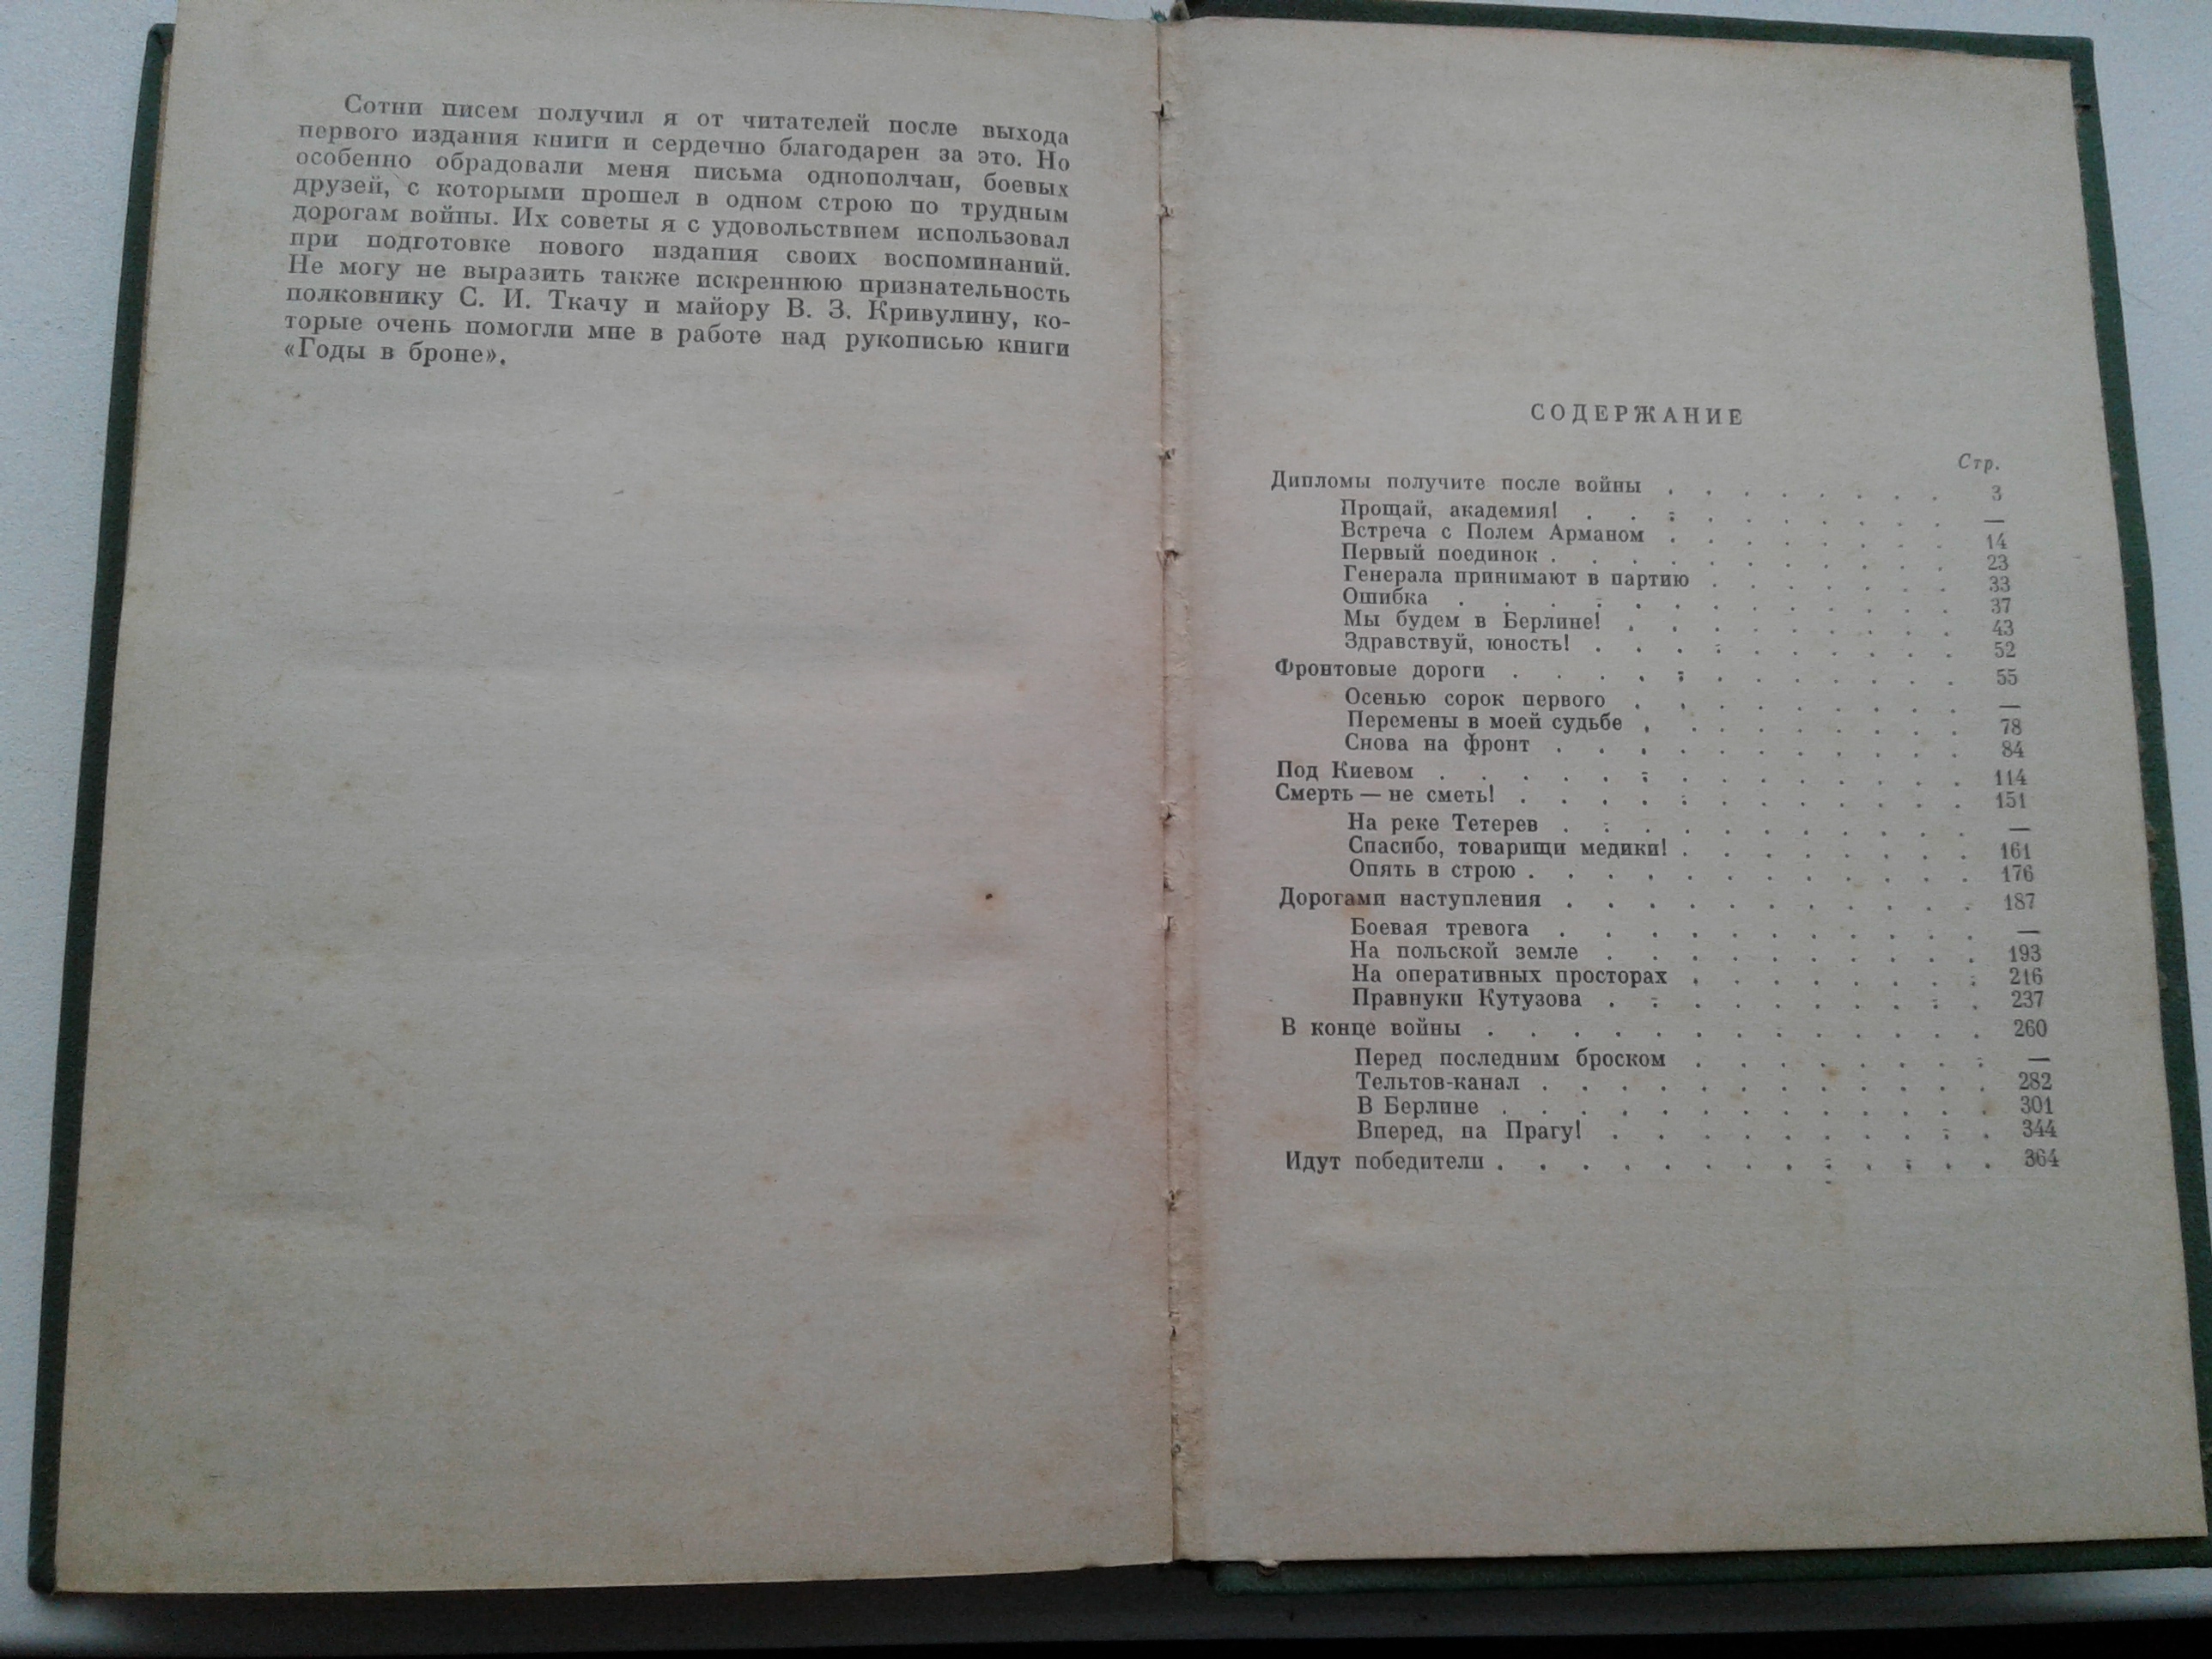 Сотни писем получил я от читателей после выхода
первого издания книги и сердечно благодарен за это. Но
особенно обрадовали меня письма однополчан, боевых
друзей, с которыми прошел в одном строю по трудным
дорогам войны. Их советы я с удовольствием использовал
при подготовке нового издания своих воспоминаний.
Не могу не выразить также искреннюю признательность
полковнику С. И. Ткачу и майору В. З. Кривулину, ко-
торые очень помогли мне в работе над рукописью книги
«Годы в броне».
СОДЕРЖАНИЕ
Стр.
Дипломы получите после войны . . . . . . . . 3
Прощай, академия! . . . . . . . . . . —
Встреча с Полем Арманом . . . . . . . . 14
Первый поединок . . . . . . . . . . . 23
Генерала принимают в партию . . . . . . . 33
Ошибка . . . . . . . . . . . . . 37
Мы будем в Берлине! . . . . . . . . . 43
Здравствуй, юность! . . . . . . . . . . 52
Фронтовые дороги . . . . . . . . . . . . 55
Осенью сорок первого . . . . . . . . . —
Перемены в моей судьбе . . . . . . . . . 78
Снова на фронт . . . . . . . . . . . 84
Под Киевом . . . . . . . . . . . . . . 114
Смерть — не сметь! . . . . . . . . . . . . 151
На реке Тетерев . . . . . . . . . . . —
Спасибо, товарищи медики! . . . . . . . . 161
Опять в строю . . . . . . . . . . . . 176
Дорогами наступления . . . . . . . . . . . 187
Боевая тревога . . . . . . . . . . . —
На польской земле . . . . . . . . . . 193
На оперативных просторах . . . . . . . . 216
Правнуки Кутузова . . . . . . . . . . 237
В конце войны . . . . . . . . . . . . . 260
Перед последним броском . . . . . . . . —
Тельтов-канал . . . . . . . . . . . . 282
В Берлине . . . . . . . . . . . . . 301
Вперед, на Прагу! . . . . . . . . . . 344
Идут победители . . . . . . . . . . . . . 364